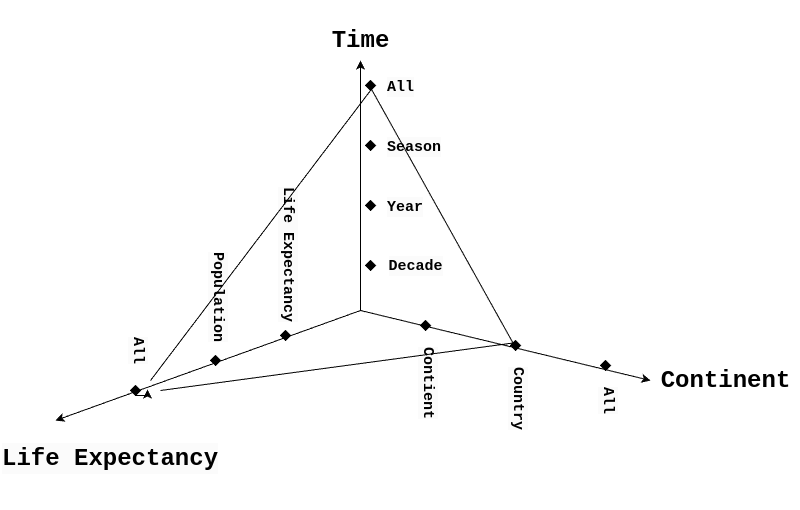 Time
All
Season
Year
Decade
Life Expectancy
Population
All
Contient
Country
All
Continent
Life Expectancy